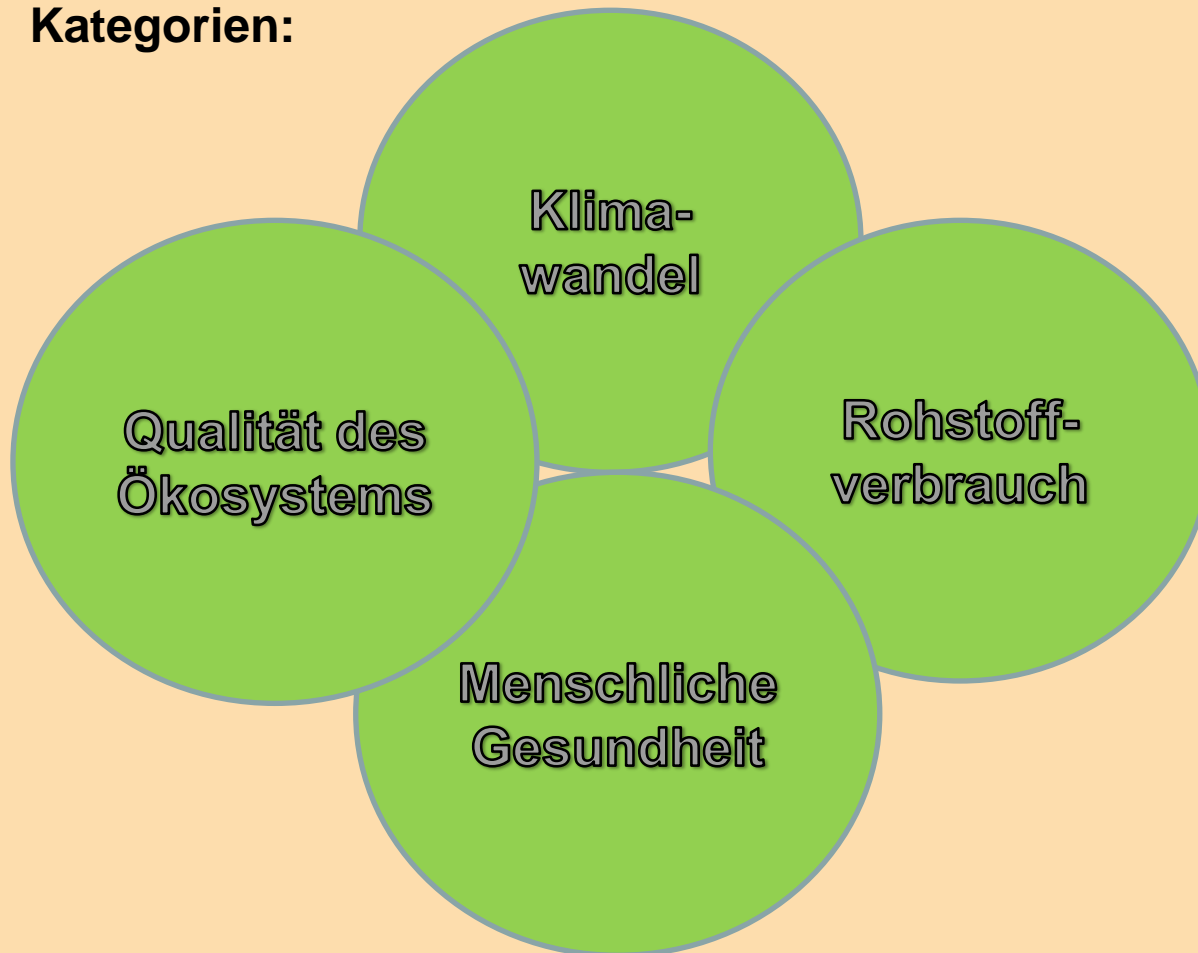 Kategorien:
Klima-
wandel
Qualität des
Ökosystems
Rohstoff-
verbrauch
Menschliche
Gesundheit